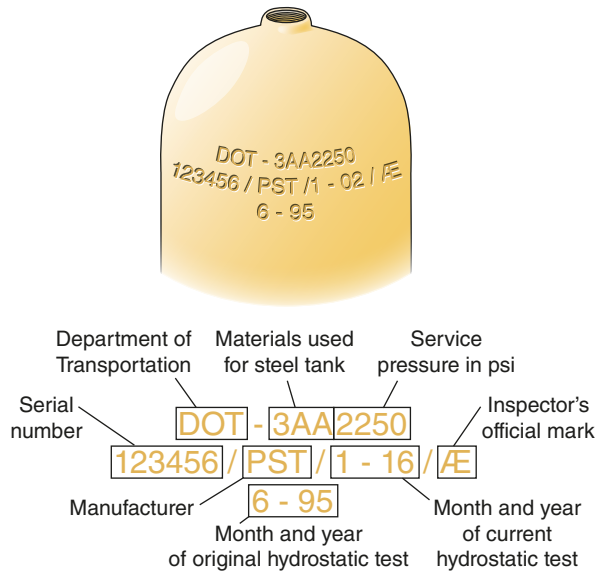 DOT - 3AA2250
123456 / PST /1 - 02 / Æ
6 - 95
Department of
Transportation
Materials used
for steel tank
Service
pressure in psi
Serial
number
DOT - 3AA 2250
Inspector's
official mark
123456 / PST / 1 - 16 / Æ
Manufacturer
6 - 95
Month and year
of original hydrostatic test
Month and year
of current
hydrostatic test